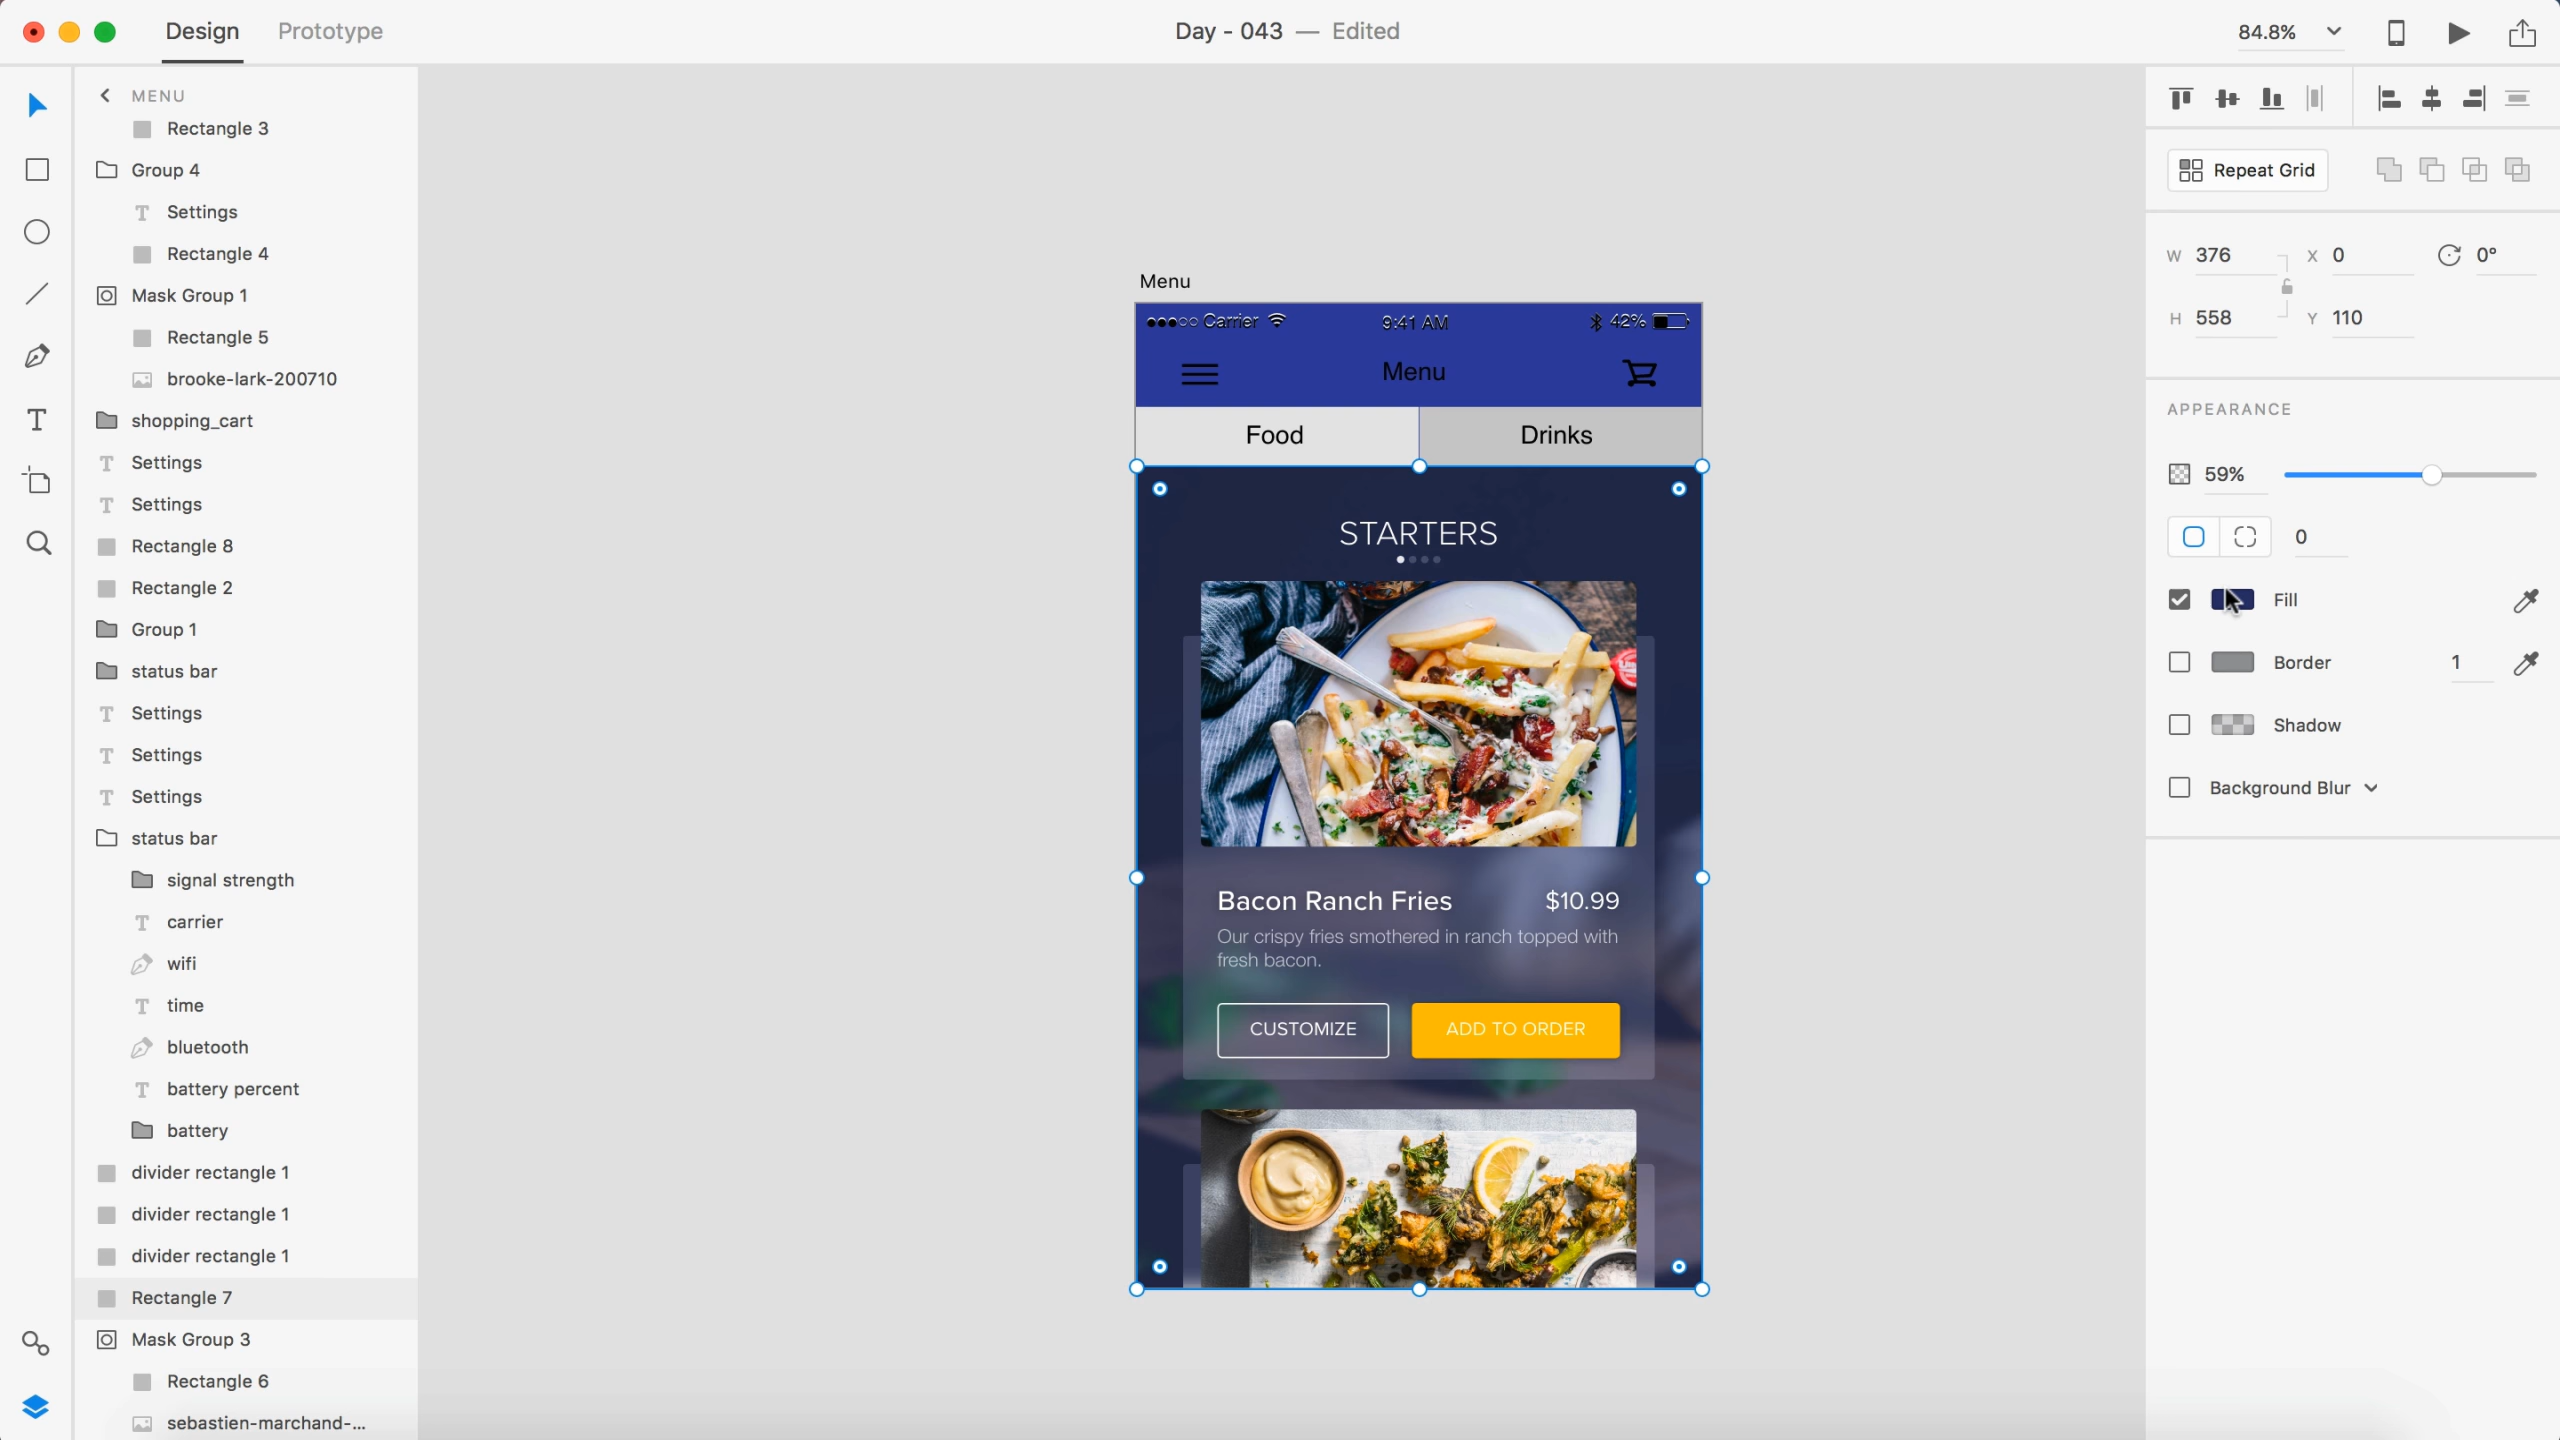 Design Prototype
Day - 043 — Edited
84.8%
MENU
Rectangle 3
Group 4
Settings
Rectangle 4
Mask Group 1
Rectangle 5
brooke-lark-200710
shopping_cart
Settings
Settings
Rectangle 8
Rectangle 2
Group 1
status bar
Settings
Settings
Settings
status bar
signal strength
carrier
wifi
time
bluetooth
battery percent
battery
divider rectangle 1
divider rectangle 1
divider rectangle 1
Rectangle 7
Mask Group 3
Rectangle 6
sebastien-marchand-...
Menu
Carrier 9:41 AM 42%
Menu
Food Drinks
STARTERS
Bacon Ranch Fries $10.99
Our crispy fries smothered in ranch topped with
fresh bacon.
CUSTOMIZE ADD TO ORDER
Repeat Grid
W 376 X 0 0°
H 558 Y 110
APPEARANCE
59%
0
Fill
Border 1
Shadow
Background Blur